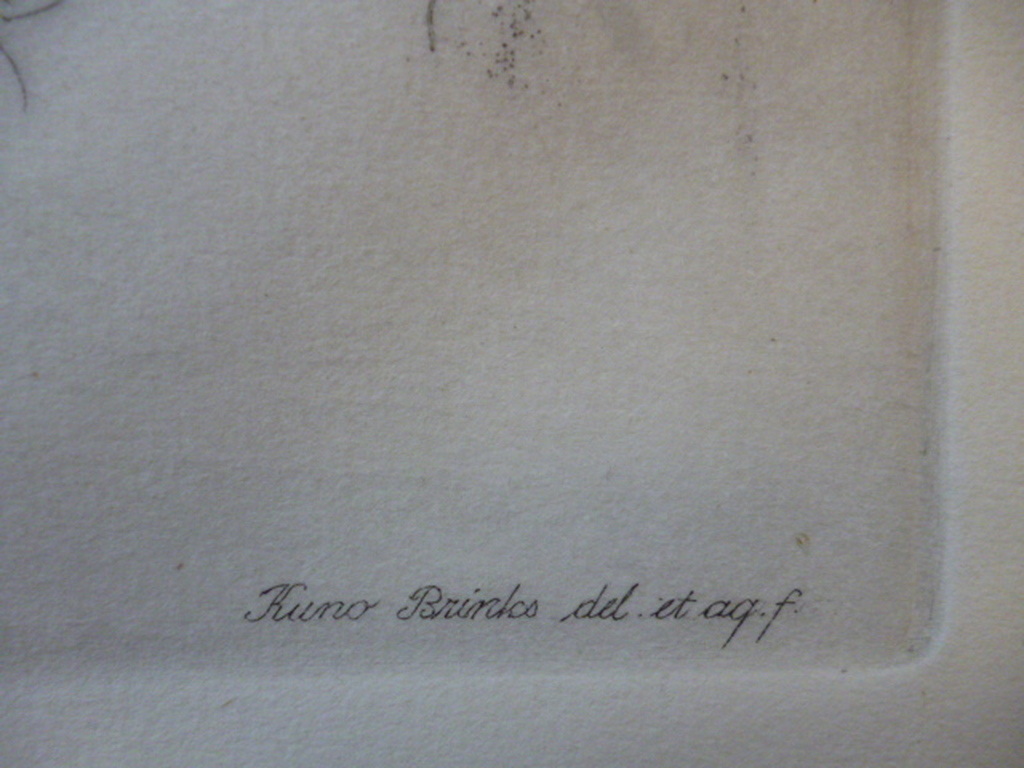 Kuno Brinks del. et aq. f.